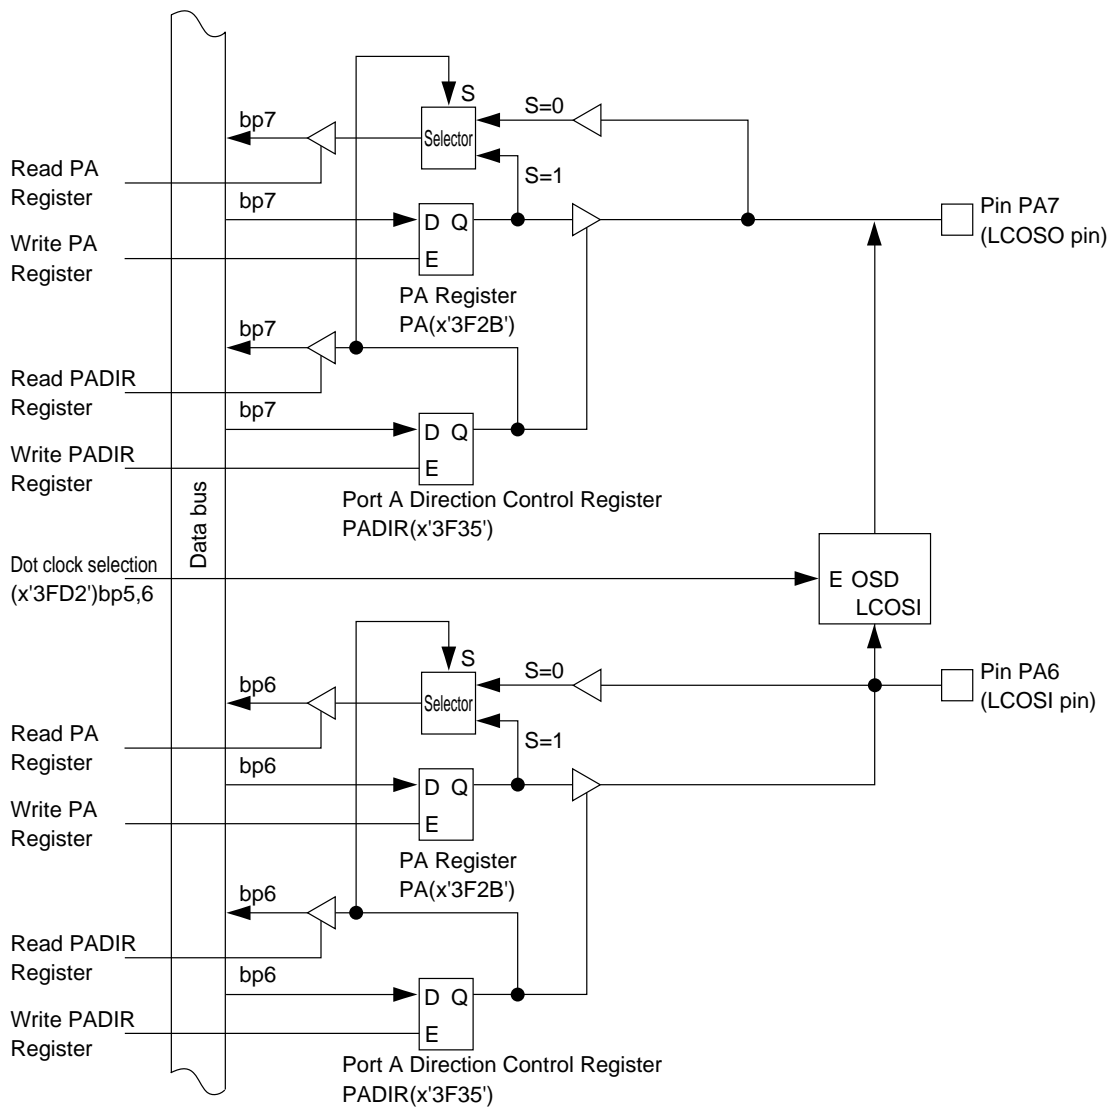 S
S=0
bp7
Selector
Read PA
Register
S=1
bp7
D Q
E
Pin PA7
(LCOSO pin)
Write PA
Register
PA Register
PA(x'3F2B')
bp7
Read PADIR
Register
bp7
D Q
E
Write PADIR
Register
Port A Direction Control Register
PADIR(x'3F35')
Data bus
Dot clock selection
(x'3FD2')bp5,6
E OSD
LCOSI
S
S=0
bp6
Selector
Pin PA6
(LCOSI pin)
Read PA
Register
S=1
bp6
D Q
E
Write PA
Register
PA Register
PA(x'3F2B')
bp6
Read PADIR
Register
bp6
D Q
E
Write PADIR
Register
Port A Direction Control Register
PADIR(x'3F35')